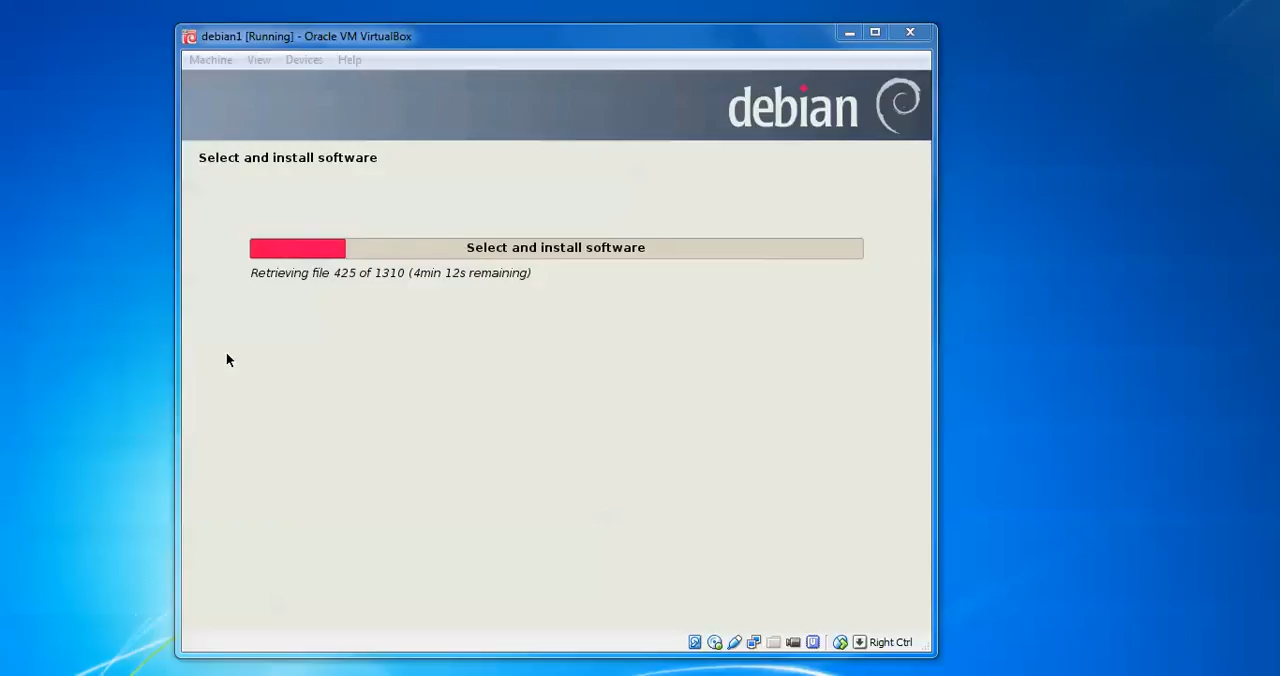 debian1 [Running] - Oracle VM VirtualBox
Machine View Devices Help
debian
Select and install software
Select and install software
Retrieving file 425 of 1310 (4min 12s remaining)
Right Ctrl